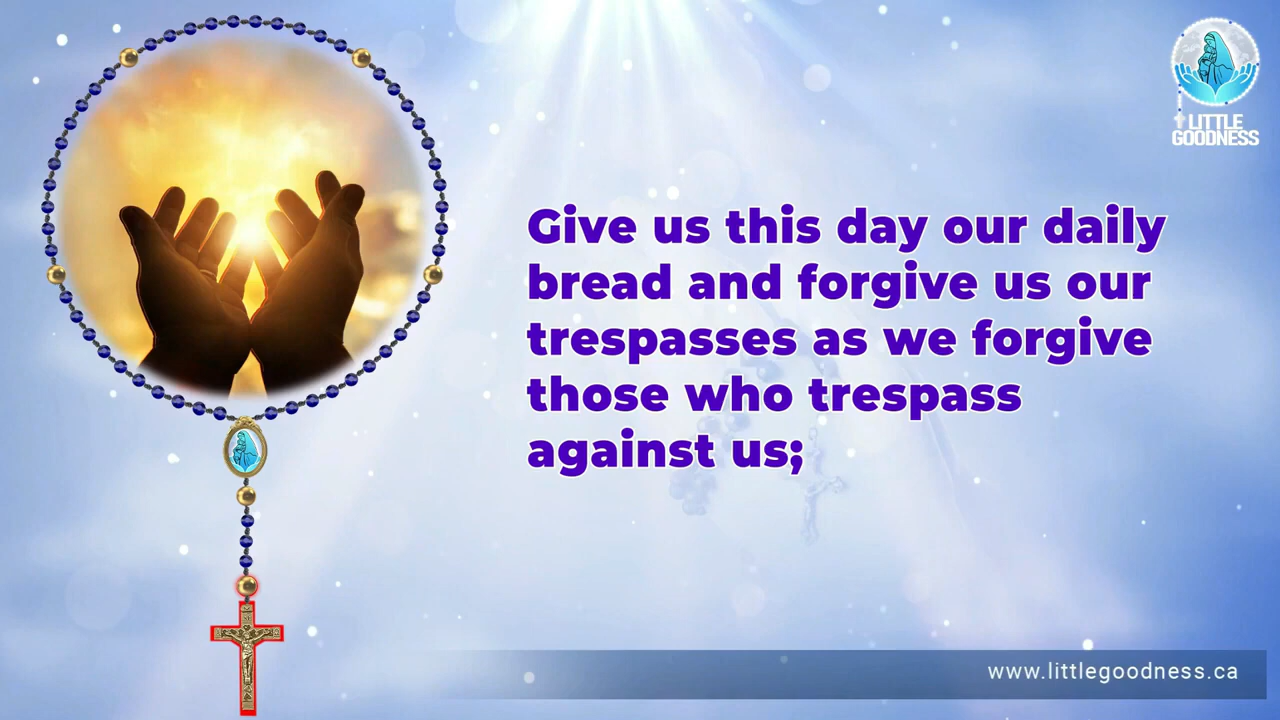 LITTLE
GOODNESS
Give us this day our daily
bread and forgive us our
trespasses as we forgive
those who trespass
against us;
www.littlegoodness.ca